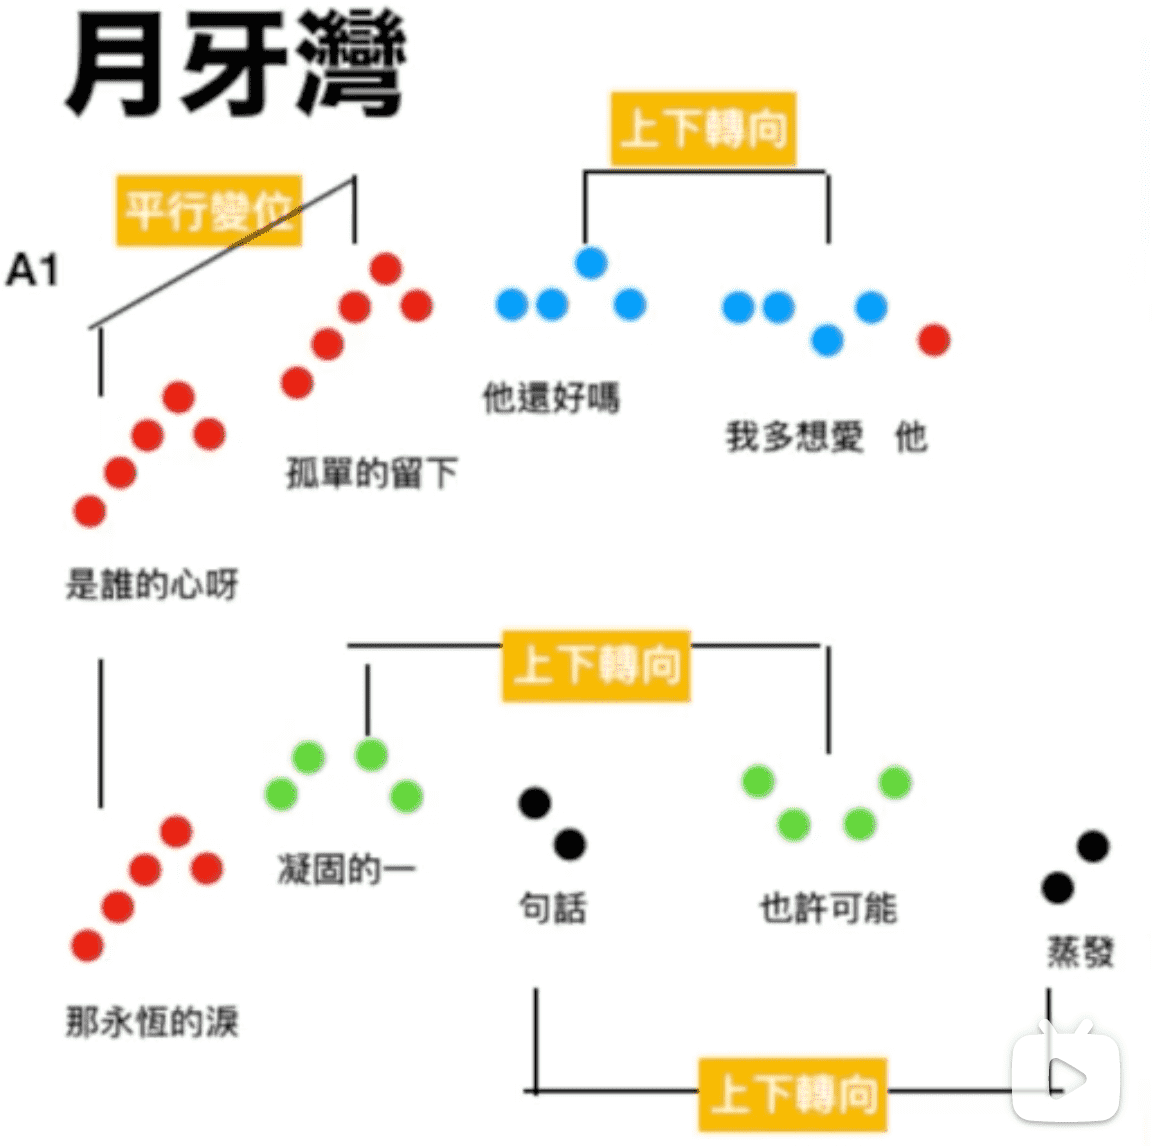 月牙灣
上下轉向
平行變位
A1
他還好嗎
我多想愛 他
孤單的留下
是誰的心呀
上下轉向
凝固的一
句話
也許可能
蒸發
那永恆的淚
上下轉向